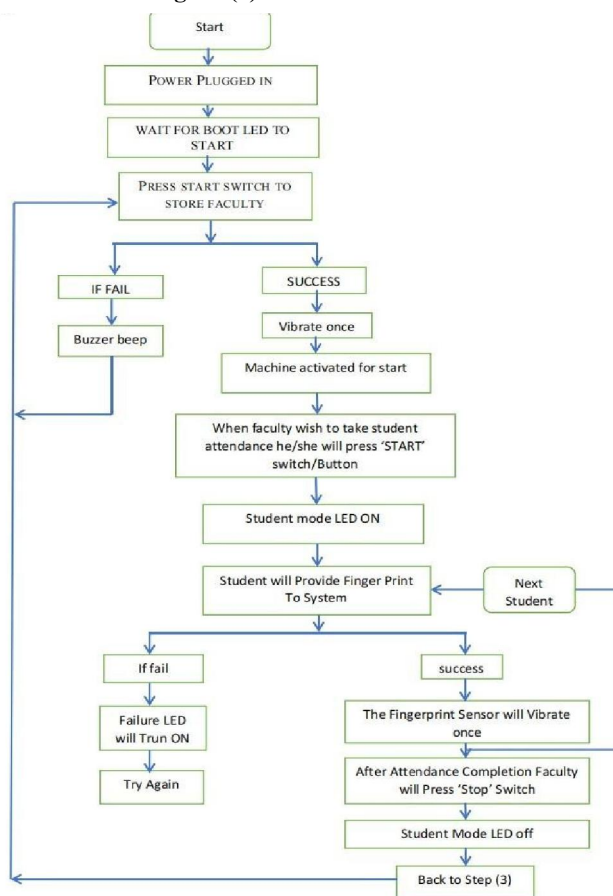 Start
POWER PLUGGED IN
WAIT FOR BOOT LED TO
START
PRESS START SWITCH TO
STORE FACULTY
IF FAIL
SUCCESS
Buzzer beep
Vibrate once
Machine activated for start
When faculty wish to take student
attendance he/she will press ‘START’
switch/Button
Student mode LED ON
Student will Provide Finger Print
To System
Next
Student
If fail
success
Failure LED
will Trun ON
The Fingerprint Sensor will Vibrate
once
Try Again
After Attendance Completion Faculty
will Press ‘Stop’ Switch
Student Mode LED off
Back to Step (3)